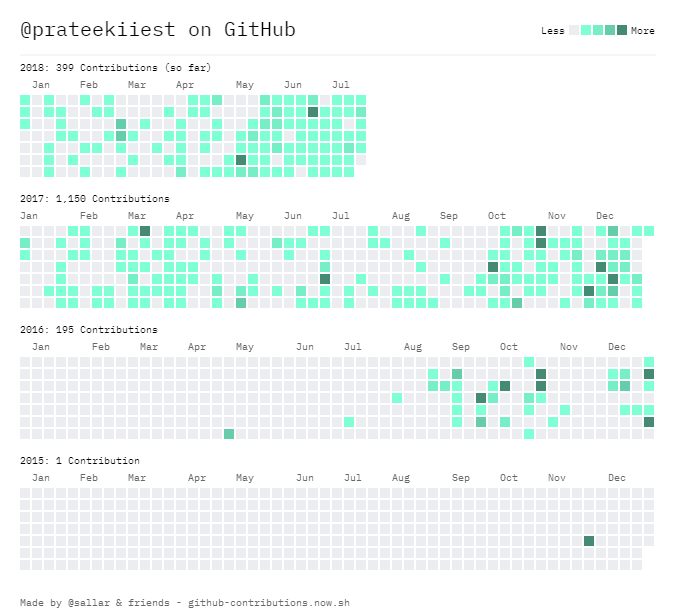 @prateekiiest on GitHub
Less More
2018: 399 Contributions (so far)
Jan Feb Mar Apr May Jun Jul
2017: 1,150 Contributions
Jan Feb Mar Apr May Jun Jul Aug Sep Oct Nov Dec
2016: 195 Contributions
Jan Feb Mar Apr May Jun Jul Aug Sep Oct Nov Dec
2015: 1 Contribution
Jan Feb Mar Apr May Jun Jul Aug Sep Oct Nov Dec
Made by @sallar & friends - github-contributions.now.sh